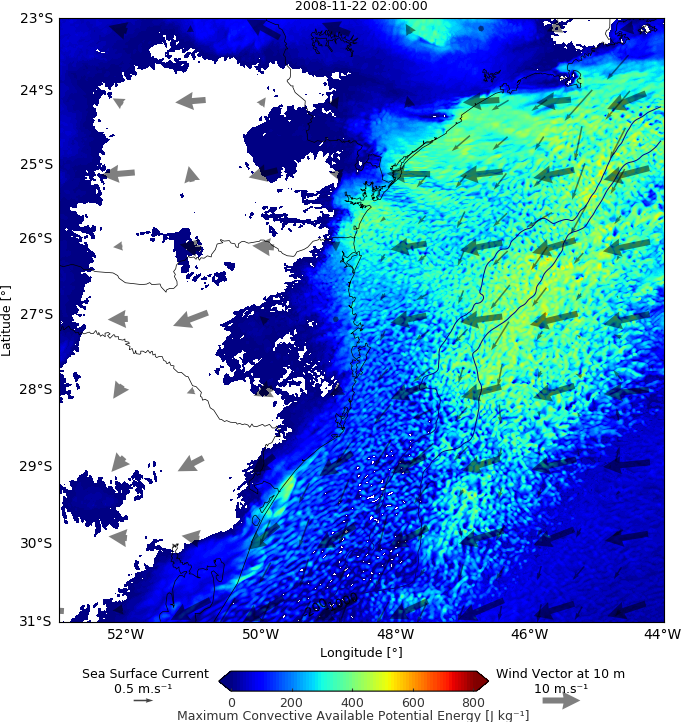 2008-11-22 02:00:00
23°S
24°S
25°S
26°S
27°S
28°S
29°S
30°S
31°S
Latitude [°]
52°W 50°W 48°W 46°W 44°W
Longitude [°]
Sea Surface Current
0.5 m.s⁻¹
0 200 400 600 800
Wind Vector at 10 m
10 m.s⁻¹
Maximum Convective Available Potential Energy [J kg⁻¹]